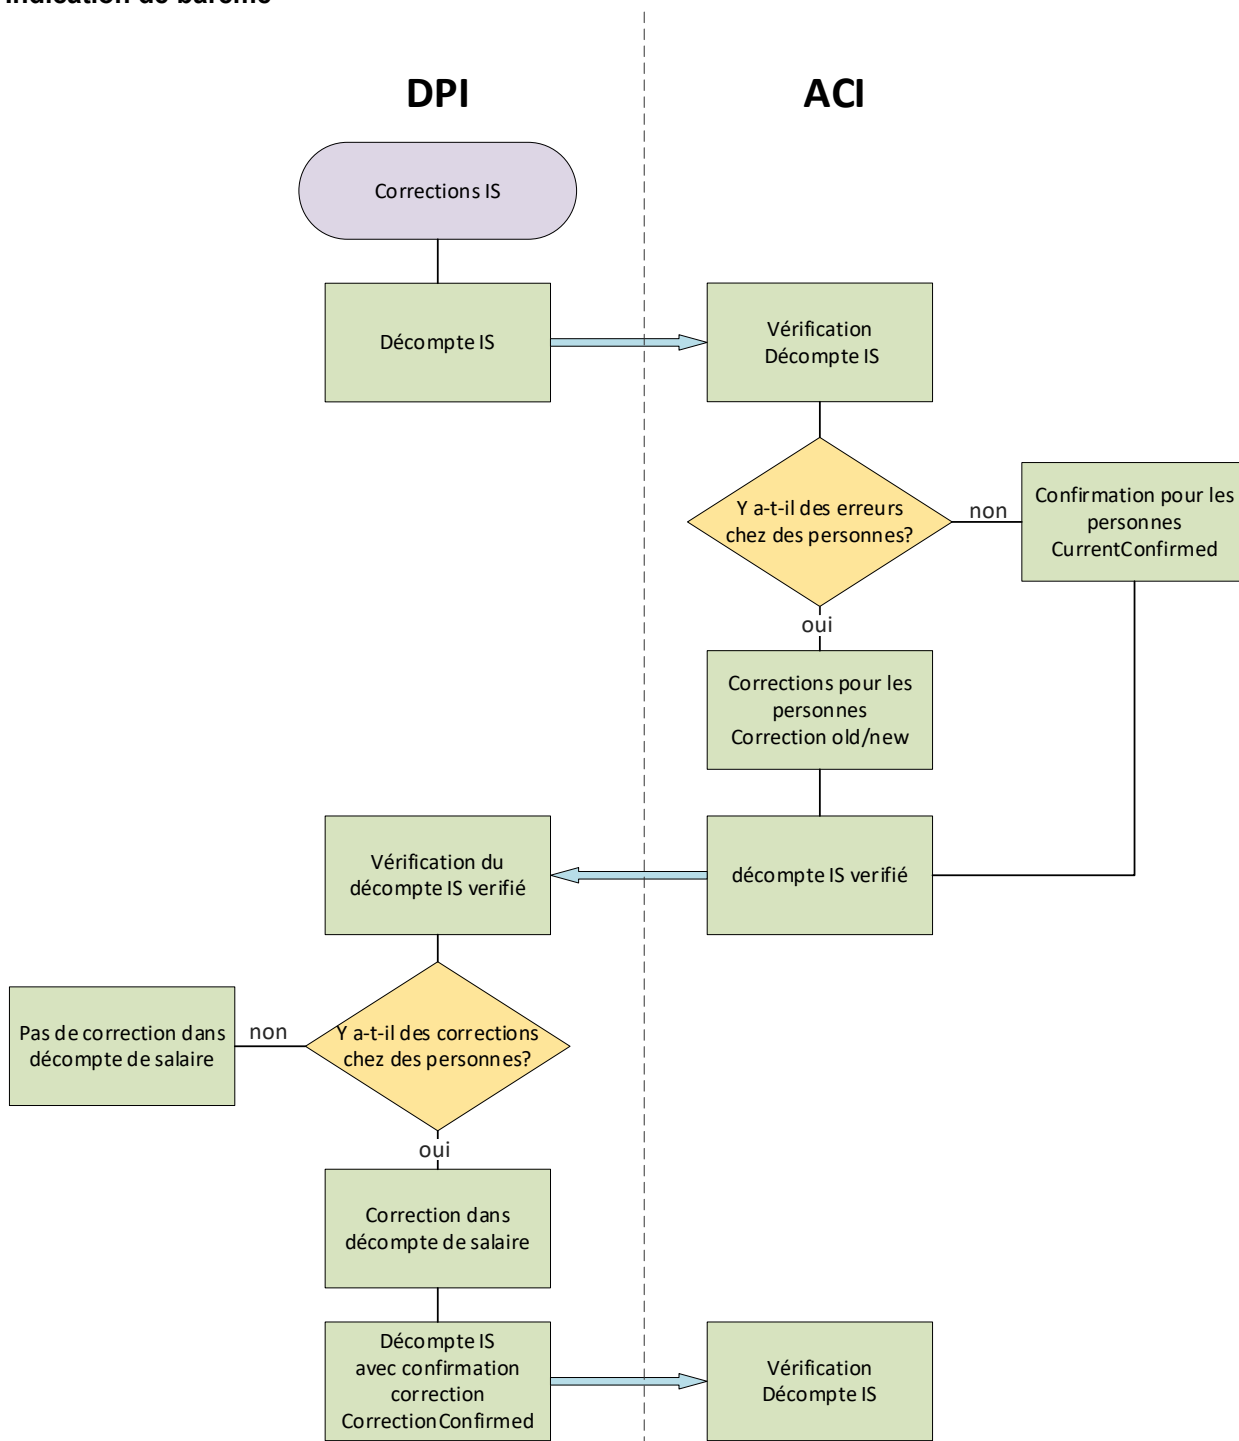 DPI
ACI
Corrections IS
Décompte IS
Vérification
Décompte IS
Y a-t-il des erreurs
chez des personnes?
non
Confirmation pour les
personnes
CurrentConfirmed
oui
Corrections pour les
personnes
Correction old/new
Vérification du
décompte IS verifié
décompte IS vérifié
Pas de correction dans
décompte de salaire
non
Y a-t-il des corrections
chez des personnes?
oui
Correction dans
décompte de salaire
Décompte IS
avec confirmation
correction
CorrectionConfirmed
Vérification
Décompte IS